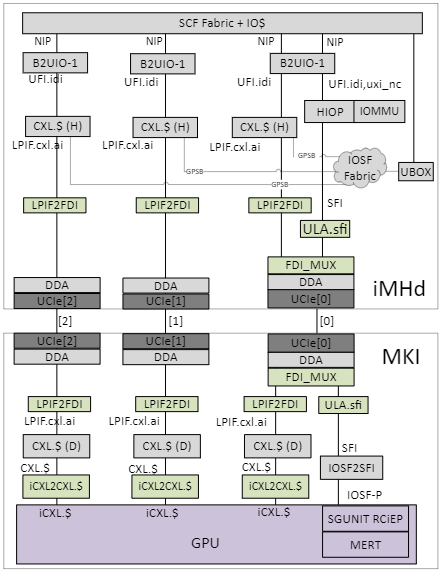 SCF Fabric + IO$
NIP NIP NIP NIP
B2UIO-1 B2UIO-1 B2UIO-1
UFI.idi UFI.idi UFI.idi UFI.idi,uxi_nc
HIOP IOMMU
CXL.$ (H) CXL.$ (H) CXL.$ (H)
LPIF.cxl.ai LPIF.cxl.ai LPIF.cxl.ai
GPSB
IOSF
Fabric
GPSB
UBOX
GPSB
LPIF2FDI LPIF2FDI LPIF2FDI
SFI
ULA.sfi
FDI_MUX
DDA DDA DDA
UCIe[2] UCIe[1] UCIe[0]
iMHd
[2] [1] [0]
UCIe[2] UCIe[1] UCIe[0]
DDA DDA DDA
MKI
FDI_MUX
LPIF2FDI LPIF2FDI LPIF2FDI ULA.sfi
LPIF.cxl.ai LPIF.cxl.ai LPIF.cxl.ai
CXL.$ (D) CXL.$ (D) CXL.$ (D)
SFI
CXL.$ CXL.$ CXL.$
IOSF2SFI
iCXL2CXL.$ iCXL2CXL.$ iCXL2CXL.$
IOSF-P
iCXL.$ iCXL.$ iCXL.$
SGUNIT RCiEP
GPU
MERT